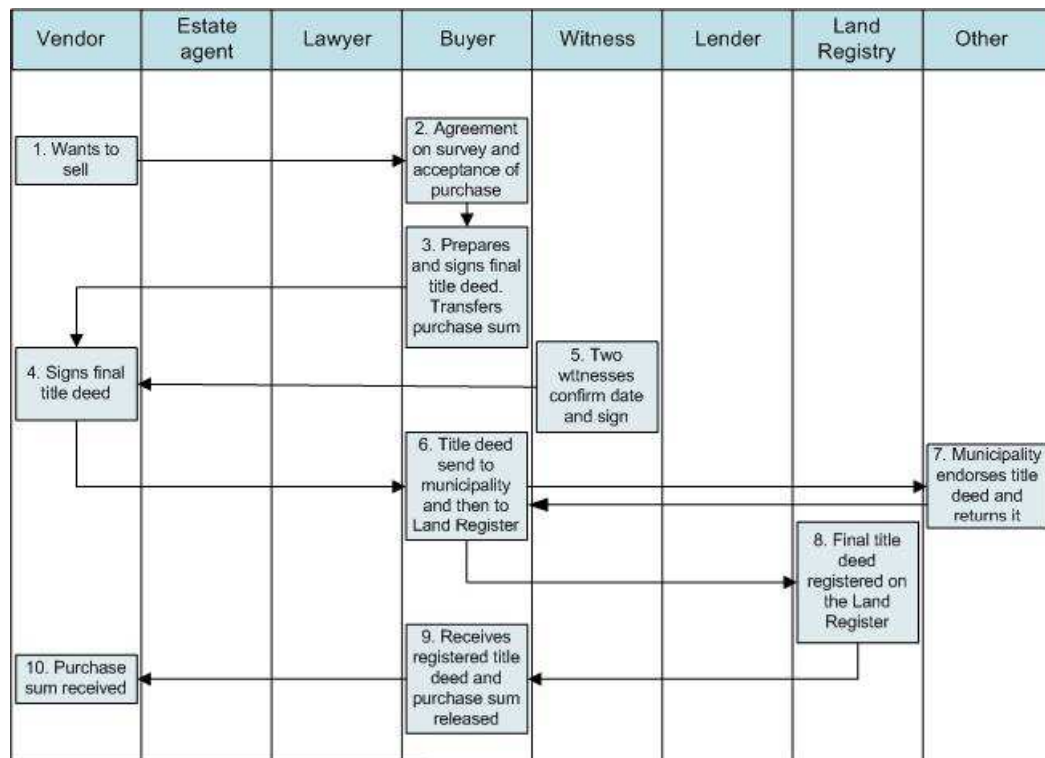 Vendor
Estate
agent
Lawyer
Buyer
Witness
Lender
Land
Registry
Other
1. Wants to
sell
2. Agreement
on survey and
acceptance of
purchase
3. Prepares
and signs final
title deed.
Transfers
purchase sum
4. Signs final
title deed
5. Two
wttnesses
confirm date
and sign
6. Title deed
send to
municipality
and then to
Land Register
7. Municipality
endorses title
deed and
returns it
8. Final title
deed
registered on
the Land
Register
9. Receives
registered title
deed and
purchase sum
released
10. Purchase
sum received